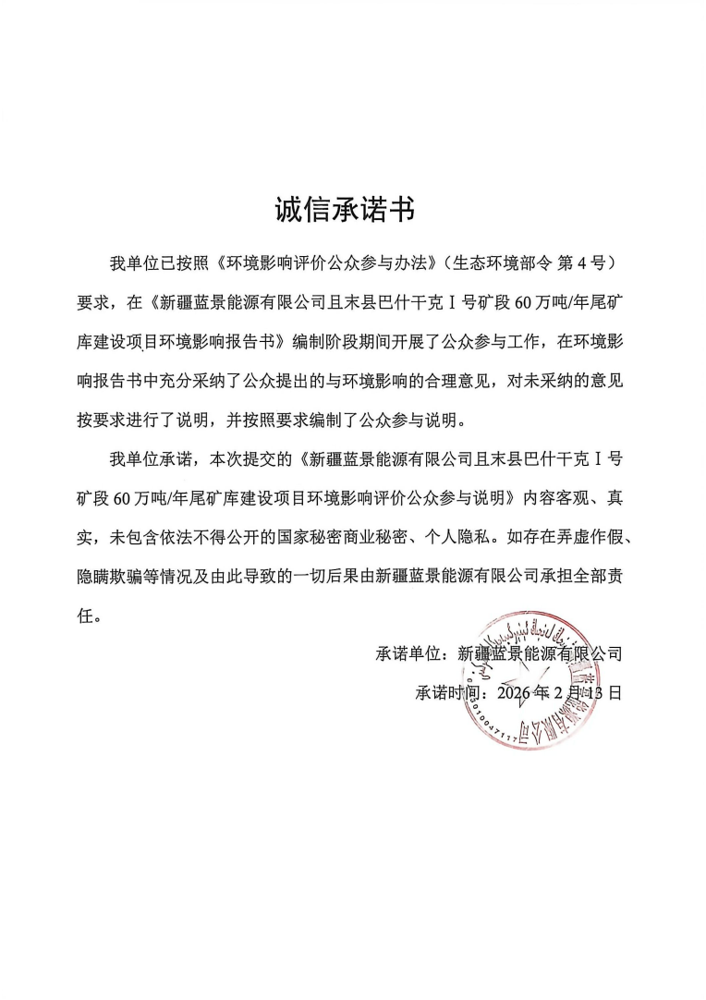 诚信承诺书
我单位已按照《环境影响评价公众参与办法》（生态环境部令 第 4 号）
要求，在《新疆蓝景能源有限公司且末县巴什干克Ⅰ号矿段 60 万吨/年尾矿
库建设项目环境影响报告书》编制阶段期间开展了公众参与工作，在环境影
响报告书中充分采纳了公众提出的与环境影响的合理意见，对未采纳的意见
按要求进行了说明，并按照要求编制了公众参与说明。
我单位承诺，本次提交的《新疆蓝景能源有限公司且末县巴什干克Ⅰ号
矿段 60 万吨/年尾矿库建设项目环境影响评价公众参与说明》内容客观、真
实，未包含依法不得公开的国家秘密商业秘密、个人隐私。如存在弄虚作假、
隐瞒欺骗等情况及由此导致的一切后果由新疆蓝景能源有限公司承担全部责
任。
承诺单位：新疆蓝景能源有限公司
承诺时间：2026 年 2 月 13 日